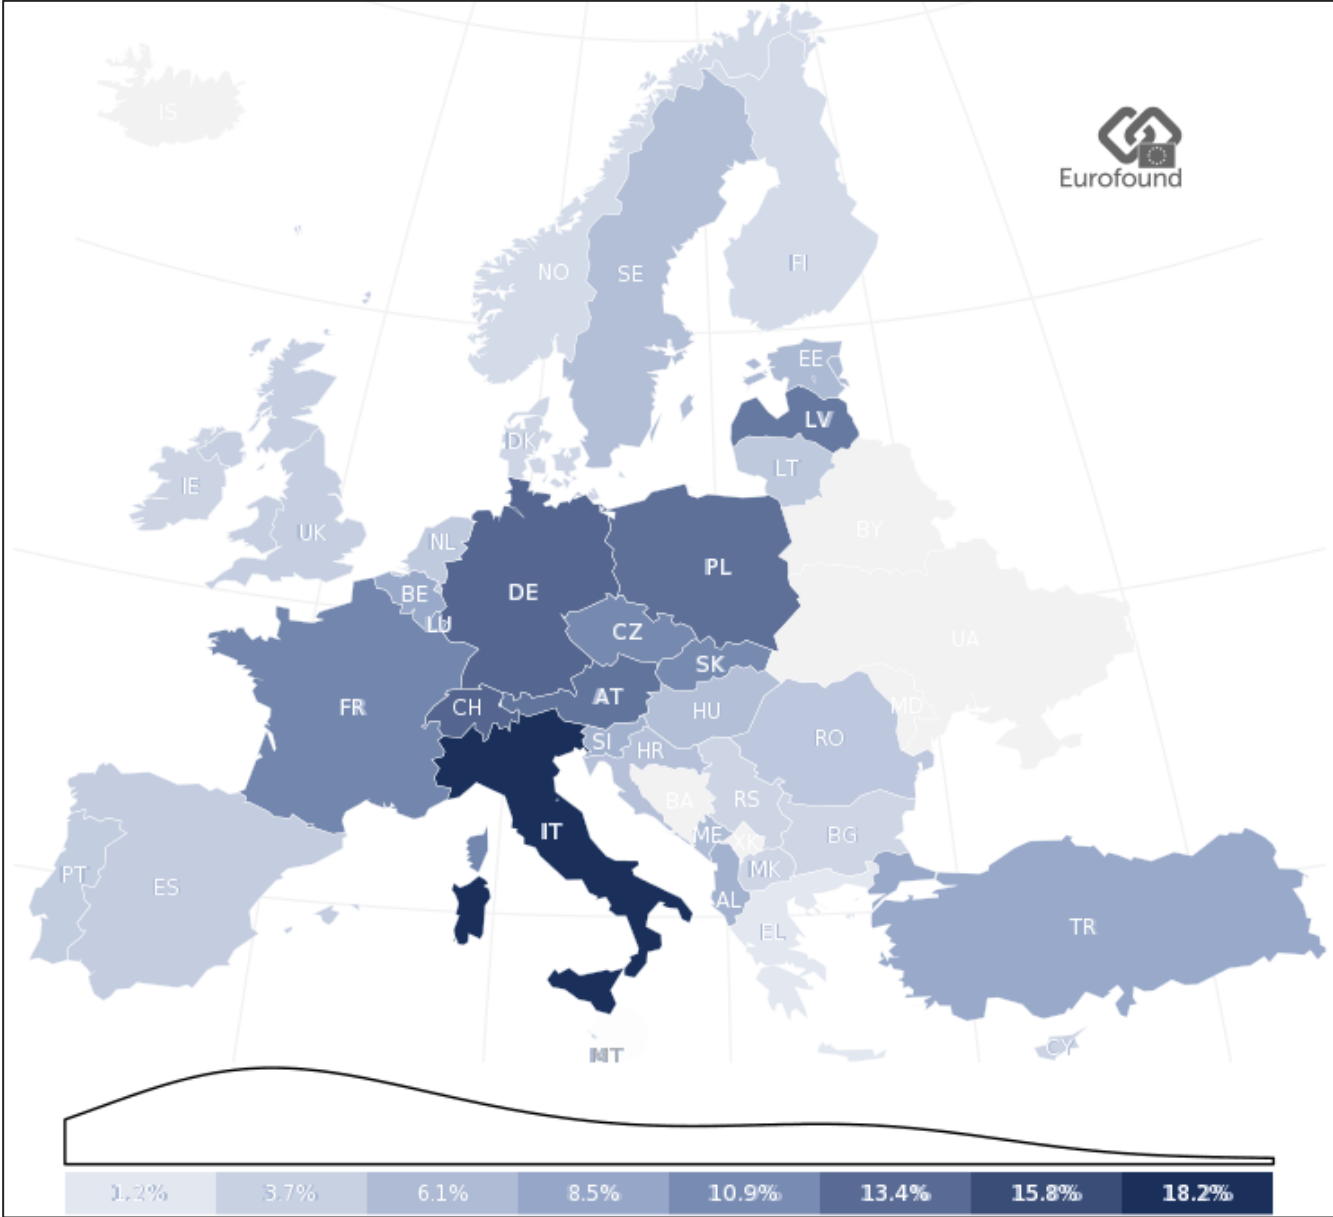 IS
Eurofound
NO
SE
FI
EE
LV
DK
LT
IE
UK
NL
BY
BE
DE
PL
LU
CZ
UA
SK
FR
CH
AT
HU
MD
SI
HR
RO
BA
RS
IT
ME
XK
BG
PT
ES
MK
AL
EL
TR
CY
MT
1.2% 3.7% 6.1% 8.5% 10.9% 13.4% 15.8% 18.2%